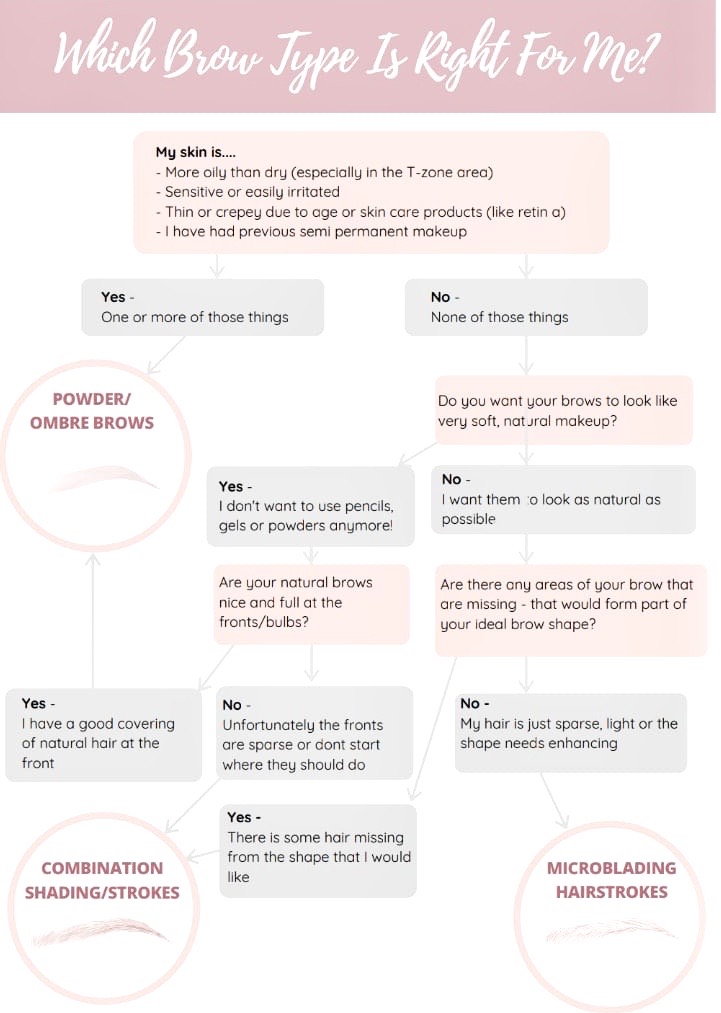 Which Brow Type Is Right For Me?
My skin is....
- More oily than dry (especially in the T-zone area)
- Sensitive or easily irritated
- Thin or crepey due to age or skin care products (like retin a)
- I have had previous semi permanent makeup
Yes -
One or more of those things
No -
None of those things
POWDER/
OMBRE BROWS
Do you want your brows to look like
very soft, natural makeup?
Yes -
I don't want to use pencils,
gels or powders anymore!
No -
I want them to look as natural as
possible
Are your natural brows
nice and full at the
fronts/bulbs?
Are there any areas of your brow that
are missing - that would form part of
your ideal brow shape?
Yes -
I have a good covering
of natural hair at the
front
No -
Unfortunately the fronts
are sparse or dont start
where they should do
No -
My hair is just sparse, light or the
shape needs enhancing
Yes -
There is some hair missing
from the shape that I would
like
COMBINATION
SHADING/STROKES
MICROBLADING
HAIRSTROKES